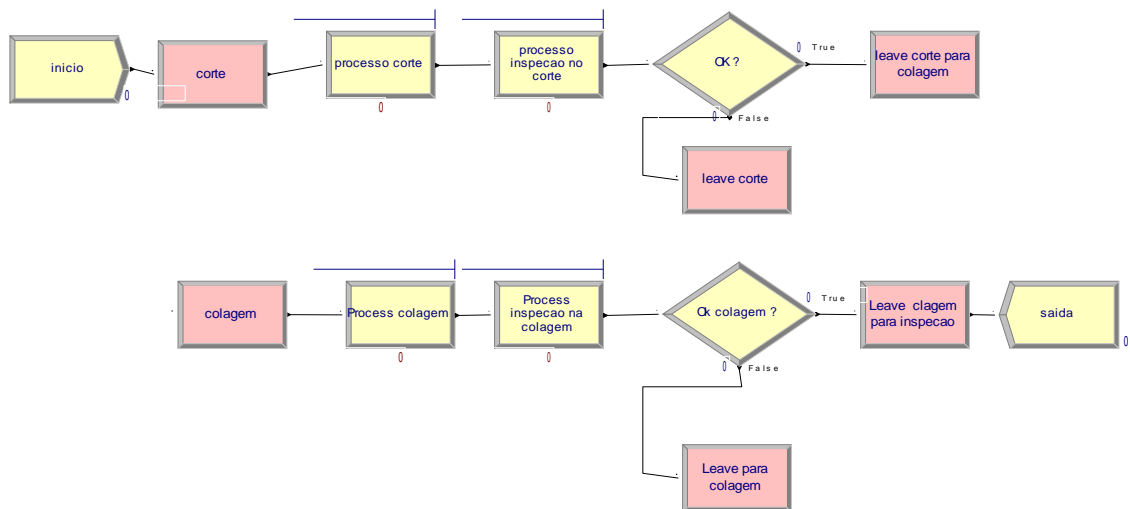 inicio
0
corte
processo corte
0
processo
inspecao no
corte
0
OK ?
0 True
0 False
leave corte para
colagem
leave corte
colagem
Process colagem
0
Process
inspecao na
colagem
0
Ok colagem ?
0 True
0 False
Leave clagem
para inspecao
saida
0
Leave para
colagem